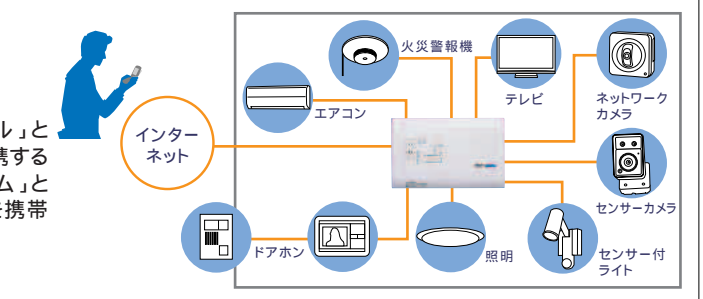 ル」と
携する
ム」と
を携帯
インター
ネット
エアコン
火災警報機
テレビ
ネットワーク
カメラ
センサーカメラ
センサー付
ライト
照明
ドアホン